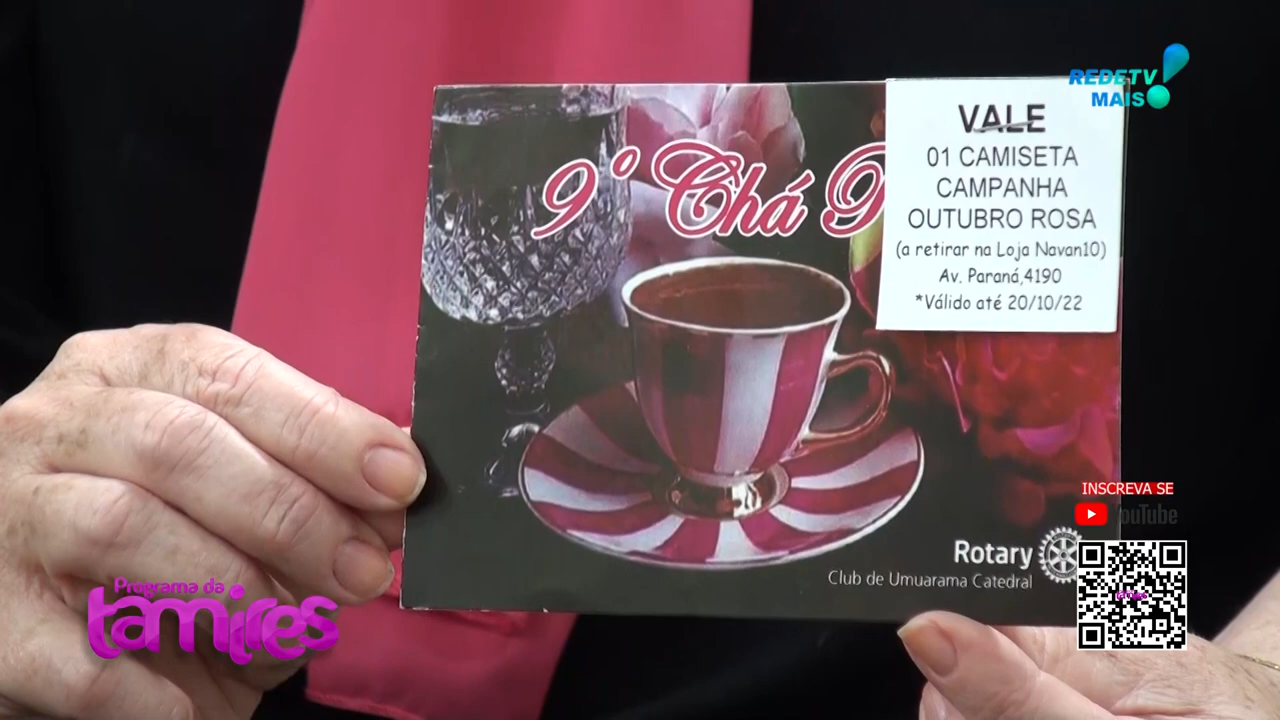 REDETV
MAIS
VALE
01 CAMISETA
CAMPANHA
OUTUBRO ROSA
(a retirar na Loja Navan10)
Av. Paraná,4190
*Válido até 20/10/22
9º Chá
INSCREVA SE
YouTube
Rotary
Club de Umuarama Catedral
Programa da
tamires